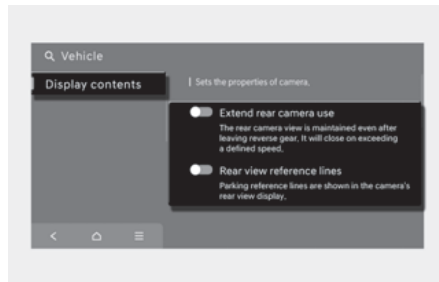 Vehicle
Display contents
Sets the properties of camera.
Extend rear camera use
The rear camera view is maintained even after
leaving reverse gear. It will close on exceeding
a defined speed.
Rear view reference lines
Parking reference lines are shown in the camera's
rear view display.